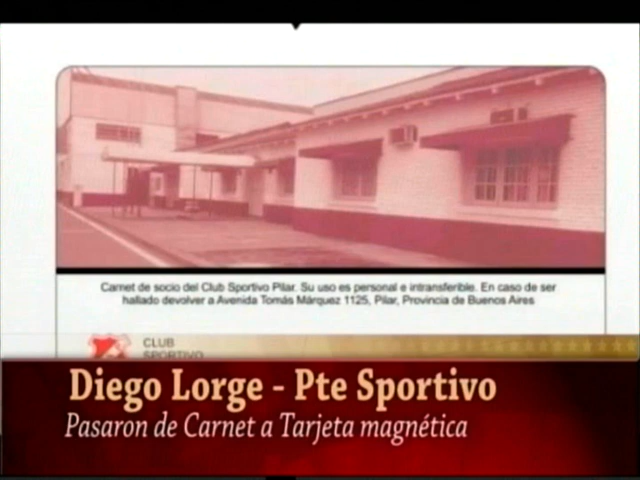 Carnet de socio del Club Sportivo Pilar. Su uso es personal e intransferible. En caso de ser
hallado devolver a Avenida Tomás Márquez 1125, Pilar, Provincia de Buenos Aires
CLUB
SPORTIVO
Diego Lorge - Pte Sportivo
Pasaron de Carnet a Tarjeta magnética